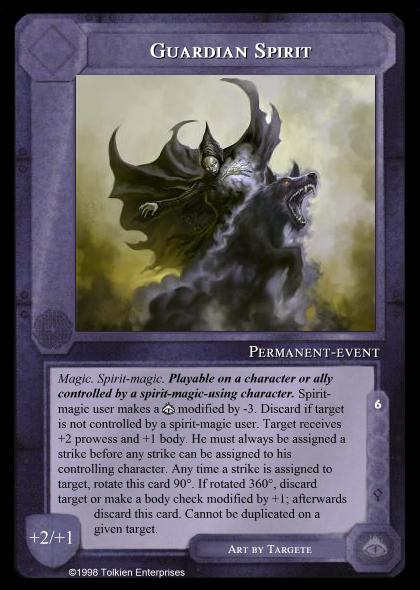 GUARDIAN SPIRIT
PERMANENT-EVENT
Magic. Spirit-magic. Playable on a character or ally
controlled by a spirit-magic-using character. Spirit-
magic user makes a modified by -3. Discard if target
is not controlled by a spirit-magic user. Target receives
+2 prowess and +1 body. He must always be assigned a
strike before any strike can be assigned to his
controlling character. Any time a strike is assigned to
target, rotate this card 90°. If rotated 360°, discard
target or make a body check modified by +1; afterwards
discard this card. Cannot be duplicated on a
given target.
6
+2/+1
ART BY TARGETE
©1998 Tolkien Enterprises